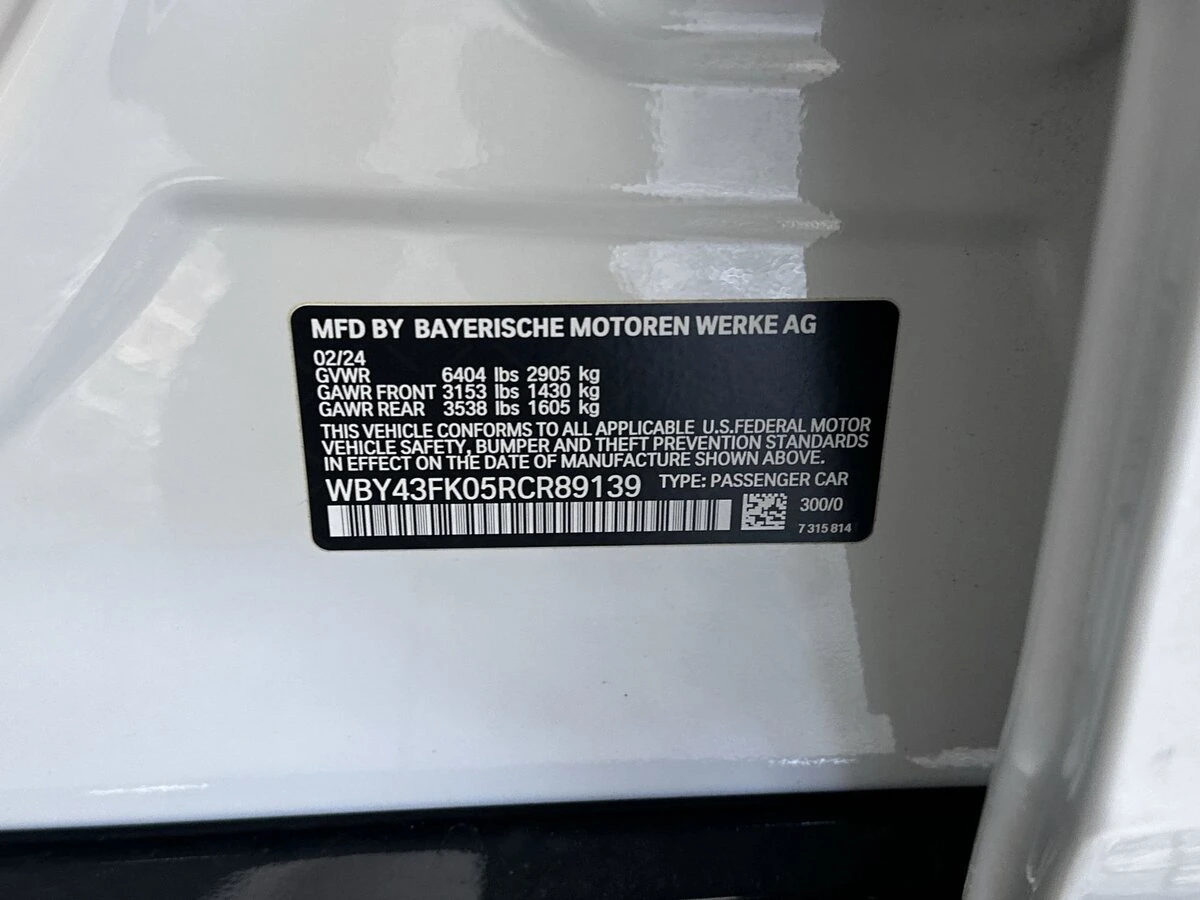 MFD BY BAYERISCHE MOTOREN WERKE AG
02/24
GVWR 6404 lbs 2905 kg
GAWR FRONT 3153 lbs 1430 kg
GAWR REAR 3538 lbs 1605 kg
THIS VEHICLE CONFORMS TO ALL APPLICABLE U.S.FEDERAL MOTOR
VEHICLE SAFETY, BUMPER AND THEFT PREVENTION STANDARDS
IN EFFECT ON THE DATE OF MANUFACTURE SHOWN ABOVE.
WBY43FK05RCR89139 TYPE: PASSENGER CAR
300/0
7 315 814